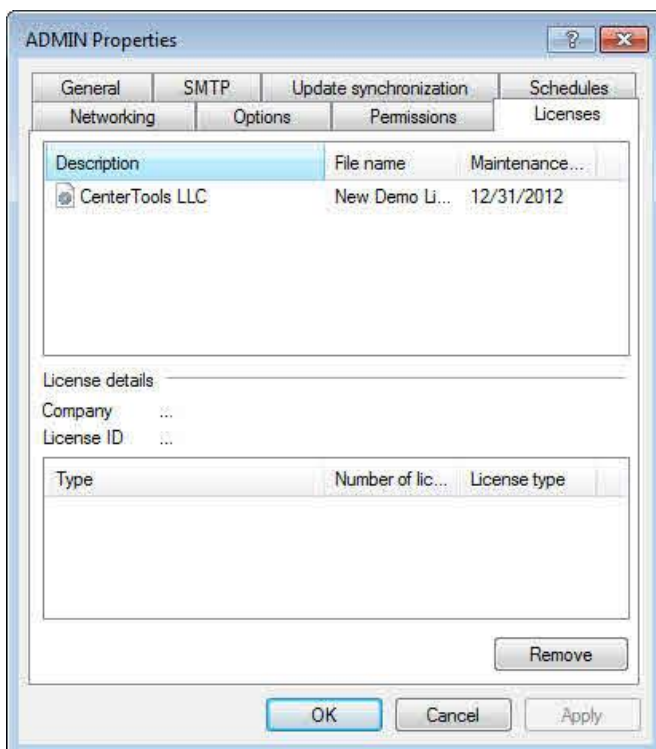 ADMIN Properties
General SMTP Update synchronization Schedules
Networking Options Permissions Licenses
Description File name Maintenance...
CenterTools LLC New Demo Li... 12/31/2012
License details
Company ...
License ID ...
Type Number of lic... License type
Remove
OK Cancel Apply